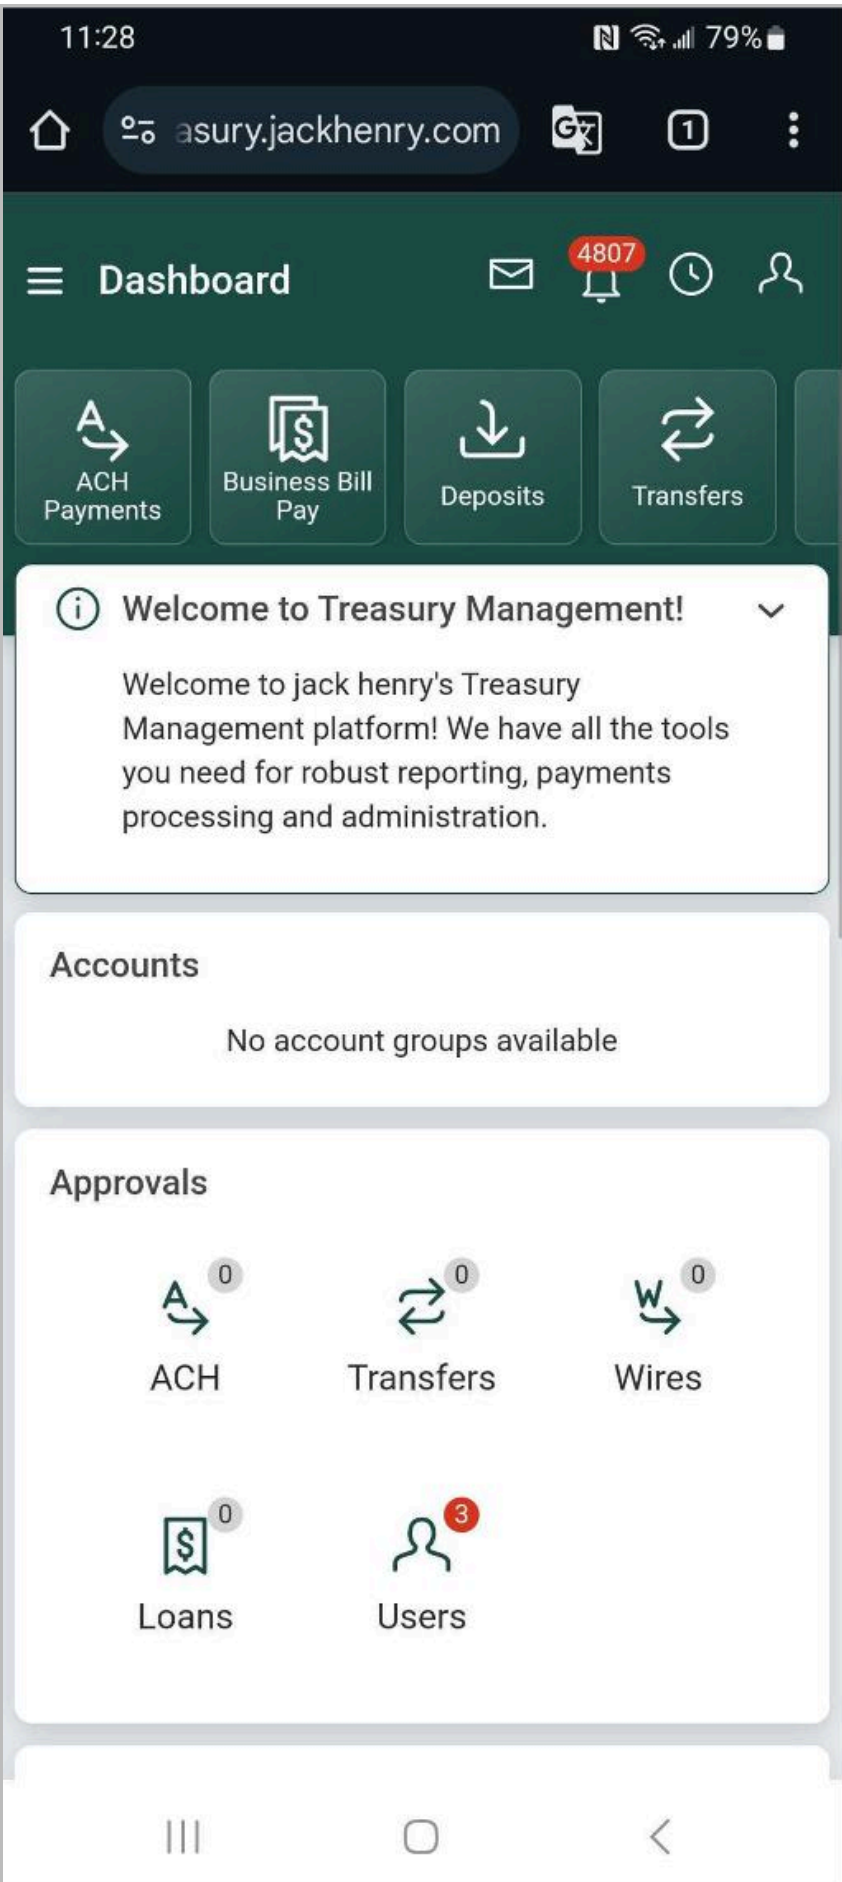 11:28
79%
asury.jackhenry.com
1
Dashboard
4807
ACH
Payments
Business Bill
Pay
Deposits
Transfers
Welcome to Treasury Management!
Welcome to jack henry's Treasury
Management platform! We have all the tools
you need for robust reporting, payments
processing and administration.
Accounts
No account groups available
Approvals
0
ACH
0
Transfers
0
Wires
0
Loans
3
Users